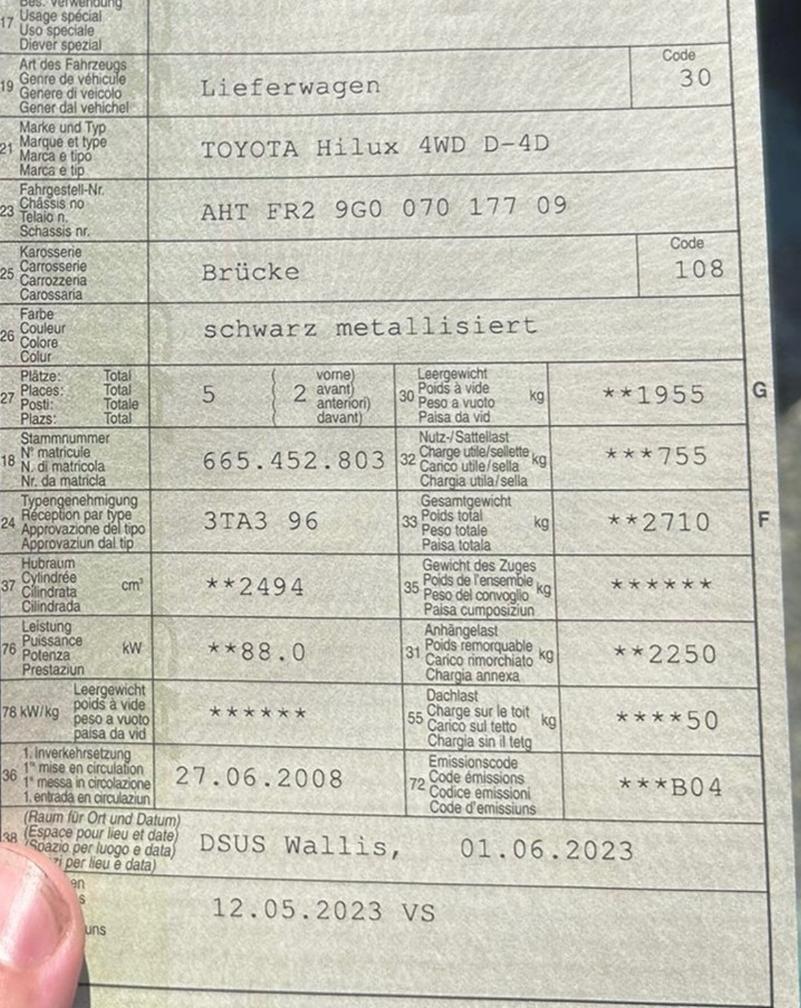 Bes. Verwendung
17 Usage spécial
Uso speciale
Diever spezial
19 Art des Fahrzeugs
Genre de véhicule
Genere di veicolo
Gener dal vehichel
Lieferwagen
Code
30
21 Marke und Typ
Marque et type
Marca e tipo
Marca e tip
TOYOTA Hilux 4WD D-4D
23 Fahrgestell-Nr.
Châssis no
Telaio n.
Schassis nr.
AHT FR2 9G0 070 177 09
25 Karosserie
Carrosserie
Carrozzeria
Carossaria
Brücke
Code
108
26 Farbe
Couleur
Colore
Colur
schwarz metallisiert
27 Plätze: Total
Places: Total
Posti: Totale
Plazs: Total
5 ( 2 vorne)
avant)
anteriori)
davant)
30 Leergewicht
Poids à vide
Peso a vuoto
Paisa da vid
kg
**1955
G
18 Stammnummer
N° matricule
N. di matricola
Nr. da matricla
665.452.803
32 Nutz-/Sattellast
Charge utile/sellette
Carico utile/sella
Chargia utila/sella
kg
***755
24 Typengenehmigung
Réception par type
Approvazione del tipo
Approvaziun dal tip
3TA3 96
33 Gesamtgewicht
Poids total
Peso totale
Paisa totala
kg
**2710
F
37 Hubraum
Cylindrée
Cilindrata
Cilindrada
cm³
**2494
35 Gewicht des Zuges
Poids de l'ensemble
Peso del convoglio
Paisa cumposiziun
kg
******
76 Leistung
Puissance
Potenza
Prestaziun
kW
**88.0
31 Anhängelast
Poids remorquable
Carico rimorchiato
Chargia annexa
kg
**2250
78 kW/kg Leergewicht
poids à vide
peso a vuoto
paisa da vid
******
55 Dachlast
Charge sur le toit
Carico sul tetto
Chargia sin il tetg
kg
****50
36 1. Inverkehrsetzung
1re mise en circulation
1a messa in circolazione
1. entrada en circulaziun
27.06.2008
72 Emissionscode
Code émissions
Codice emissioni
Code d'emissiuns
***B04
38 (Raum für Ort und Datum)
(Espace pour lieu et date)
(Spazio per luogo e data)
per lieu e data)
DSUS Wallis, 01.06.2023
12.05.2023 VS